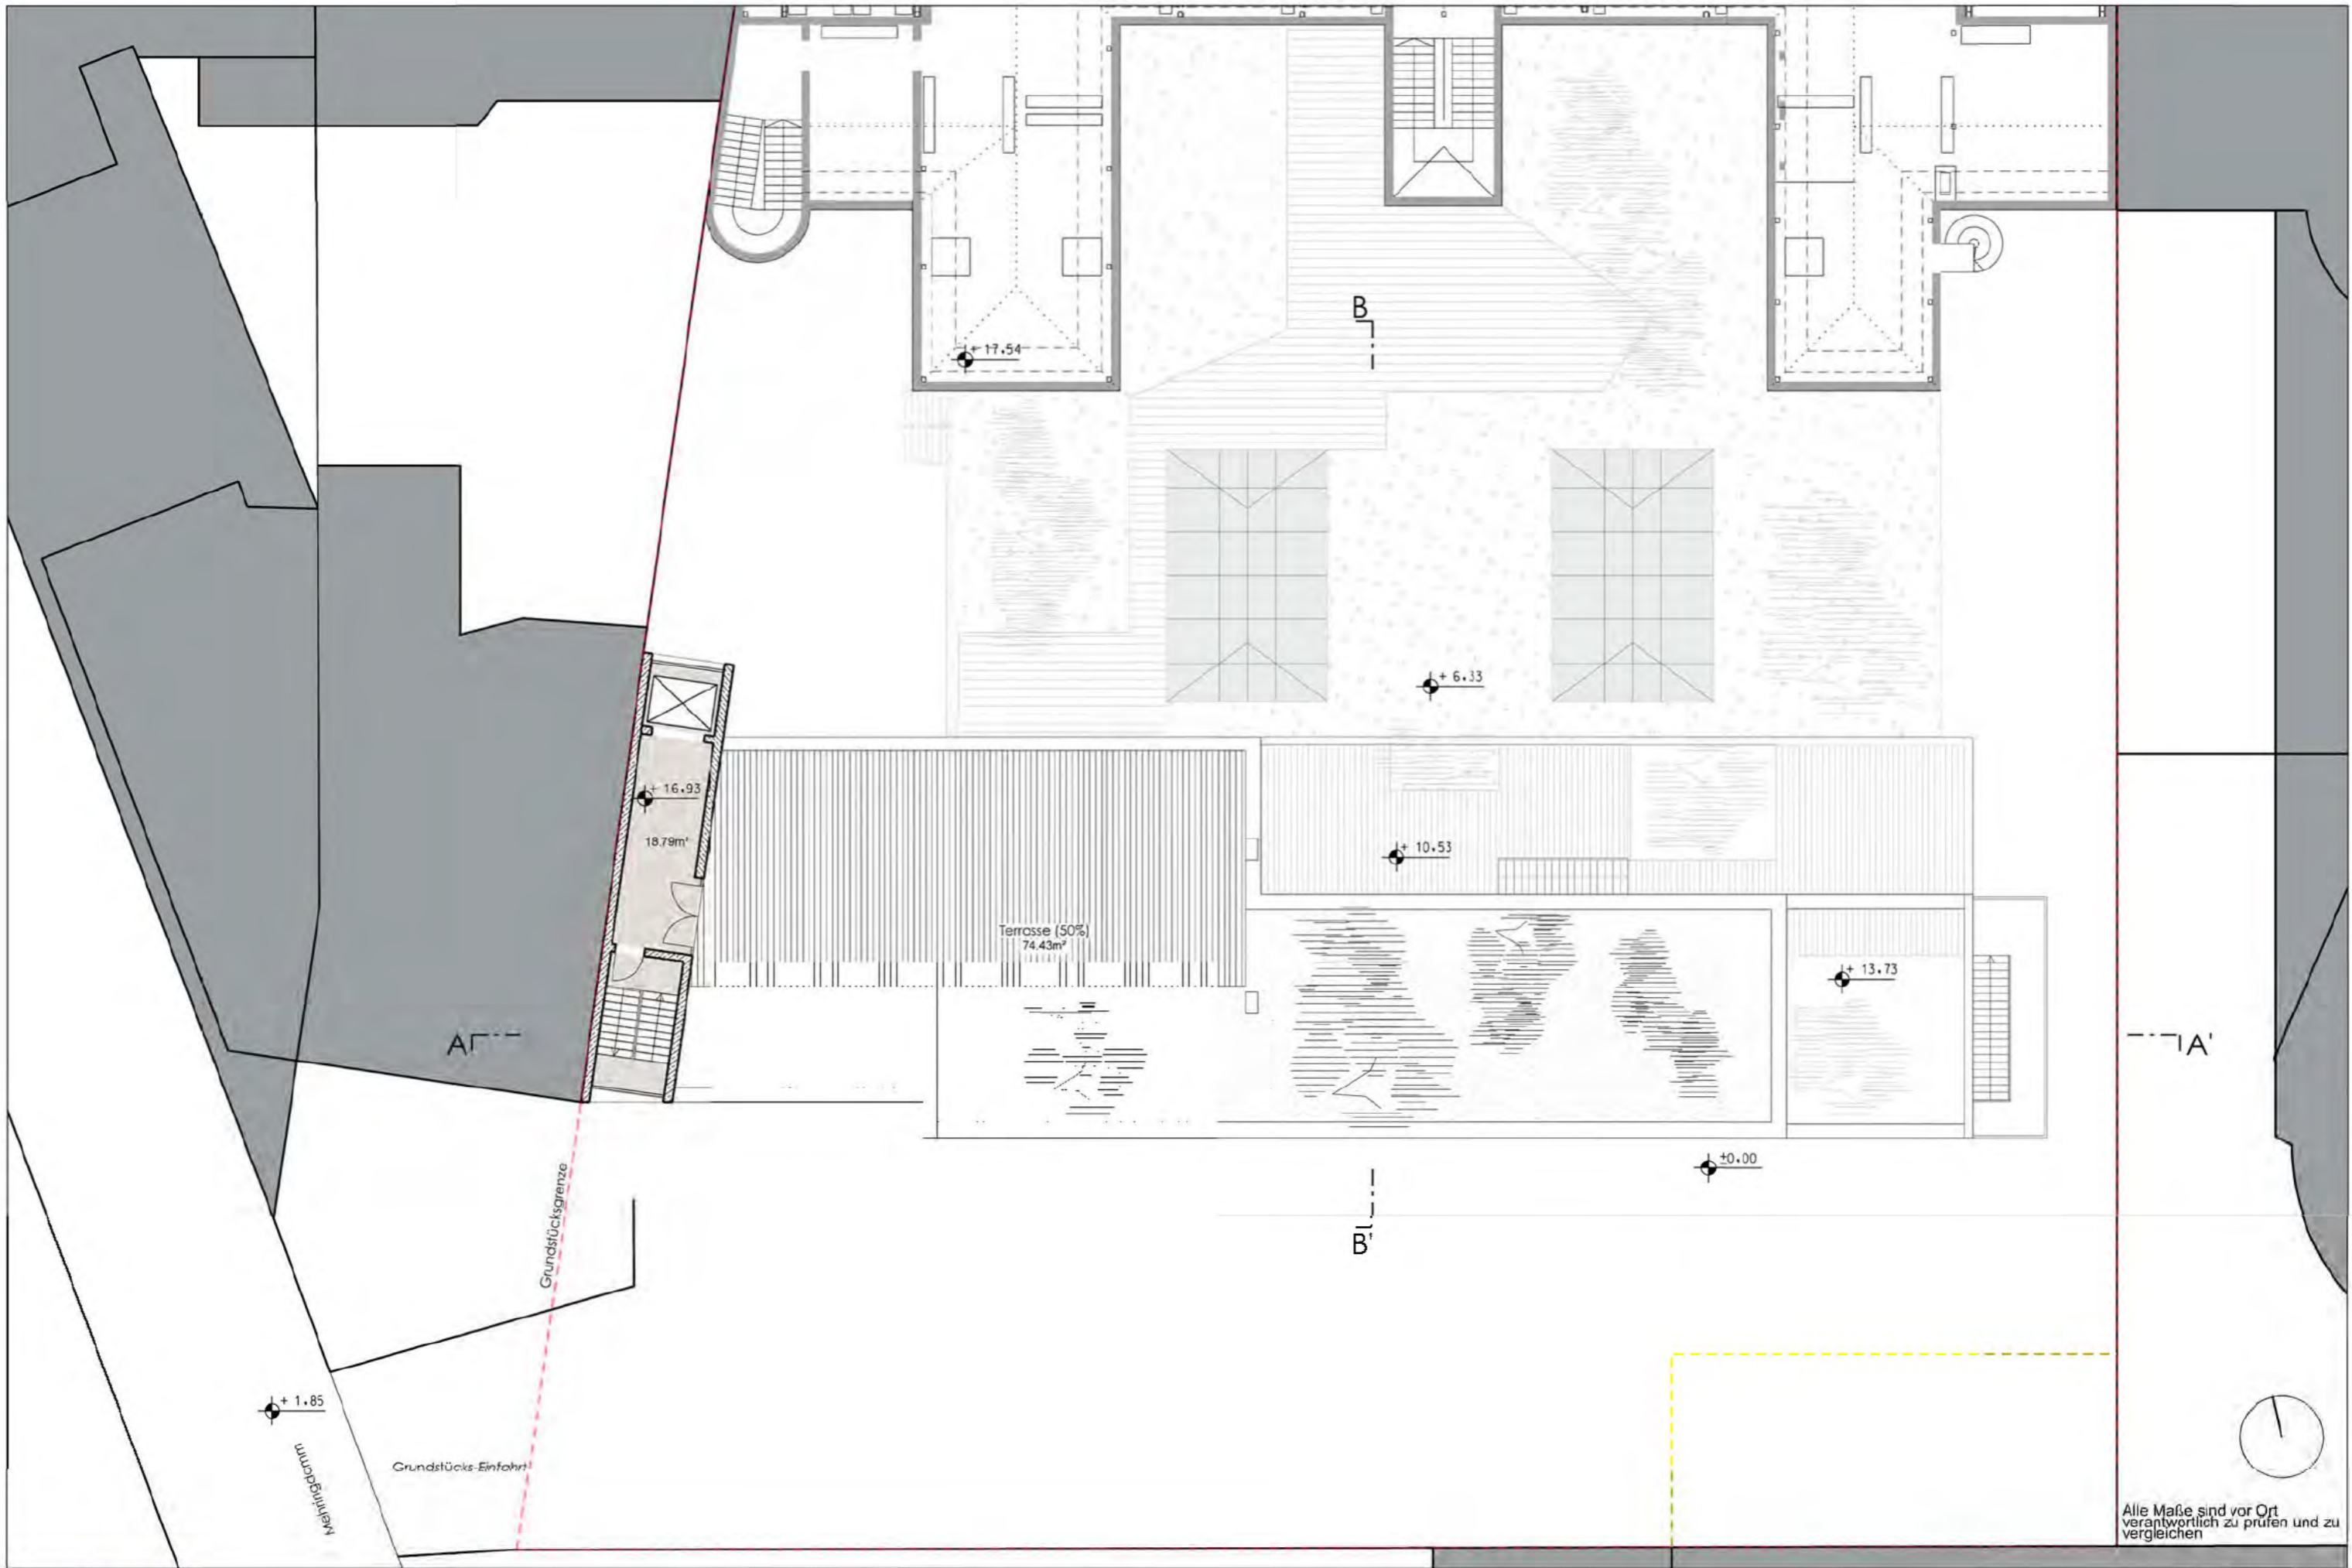 B
+ 17.54
+ 6.33
+ 16.93
18.79m²
+ 10.53
Terrasse (50%)
74.43m²
+ 13.73
A
A'
±0.00
Grundstücksgrenze
B'
+ 1.85
Mehringdamm
Grundstücks-Einfahrt
Alle Maße sind vor Ort
verantwortlich zu prüfen und zu
vergleichen